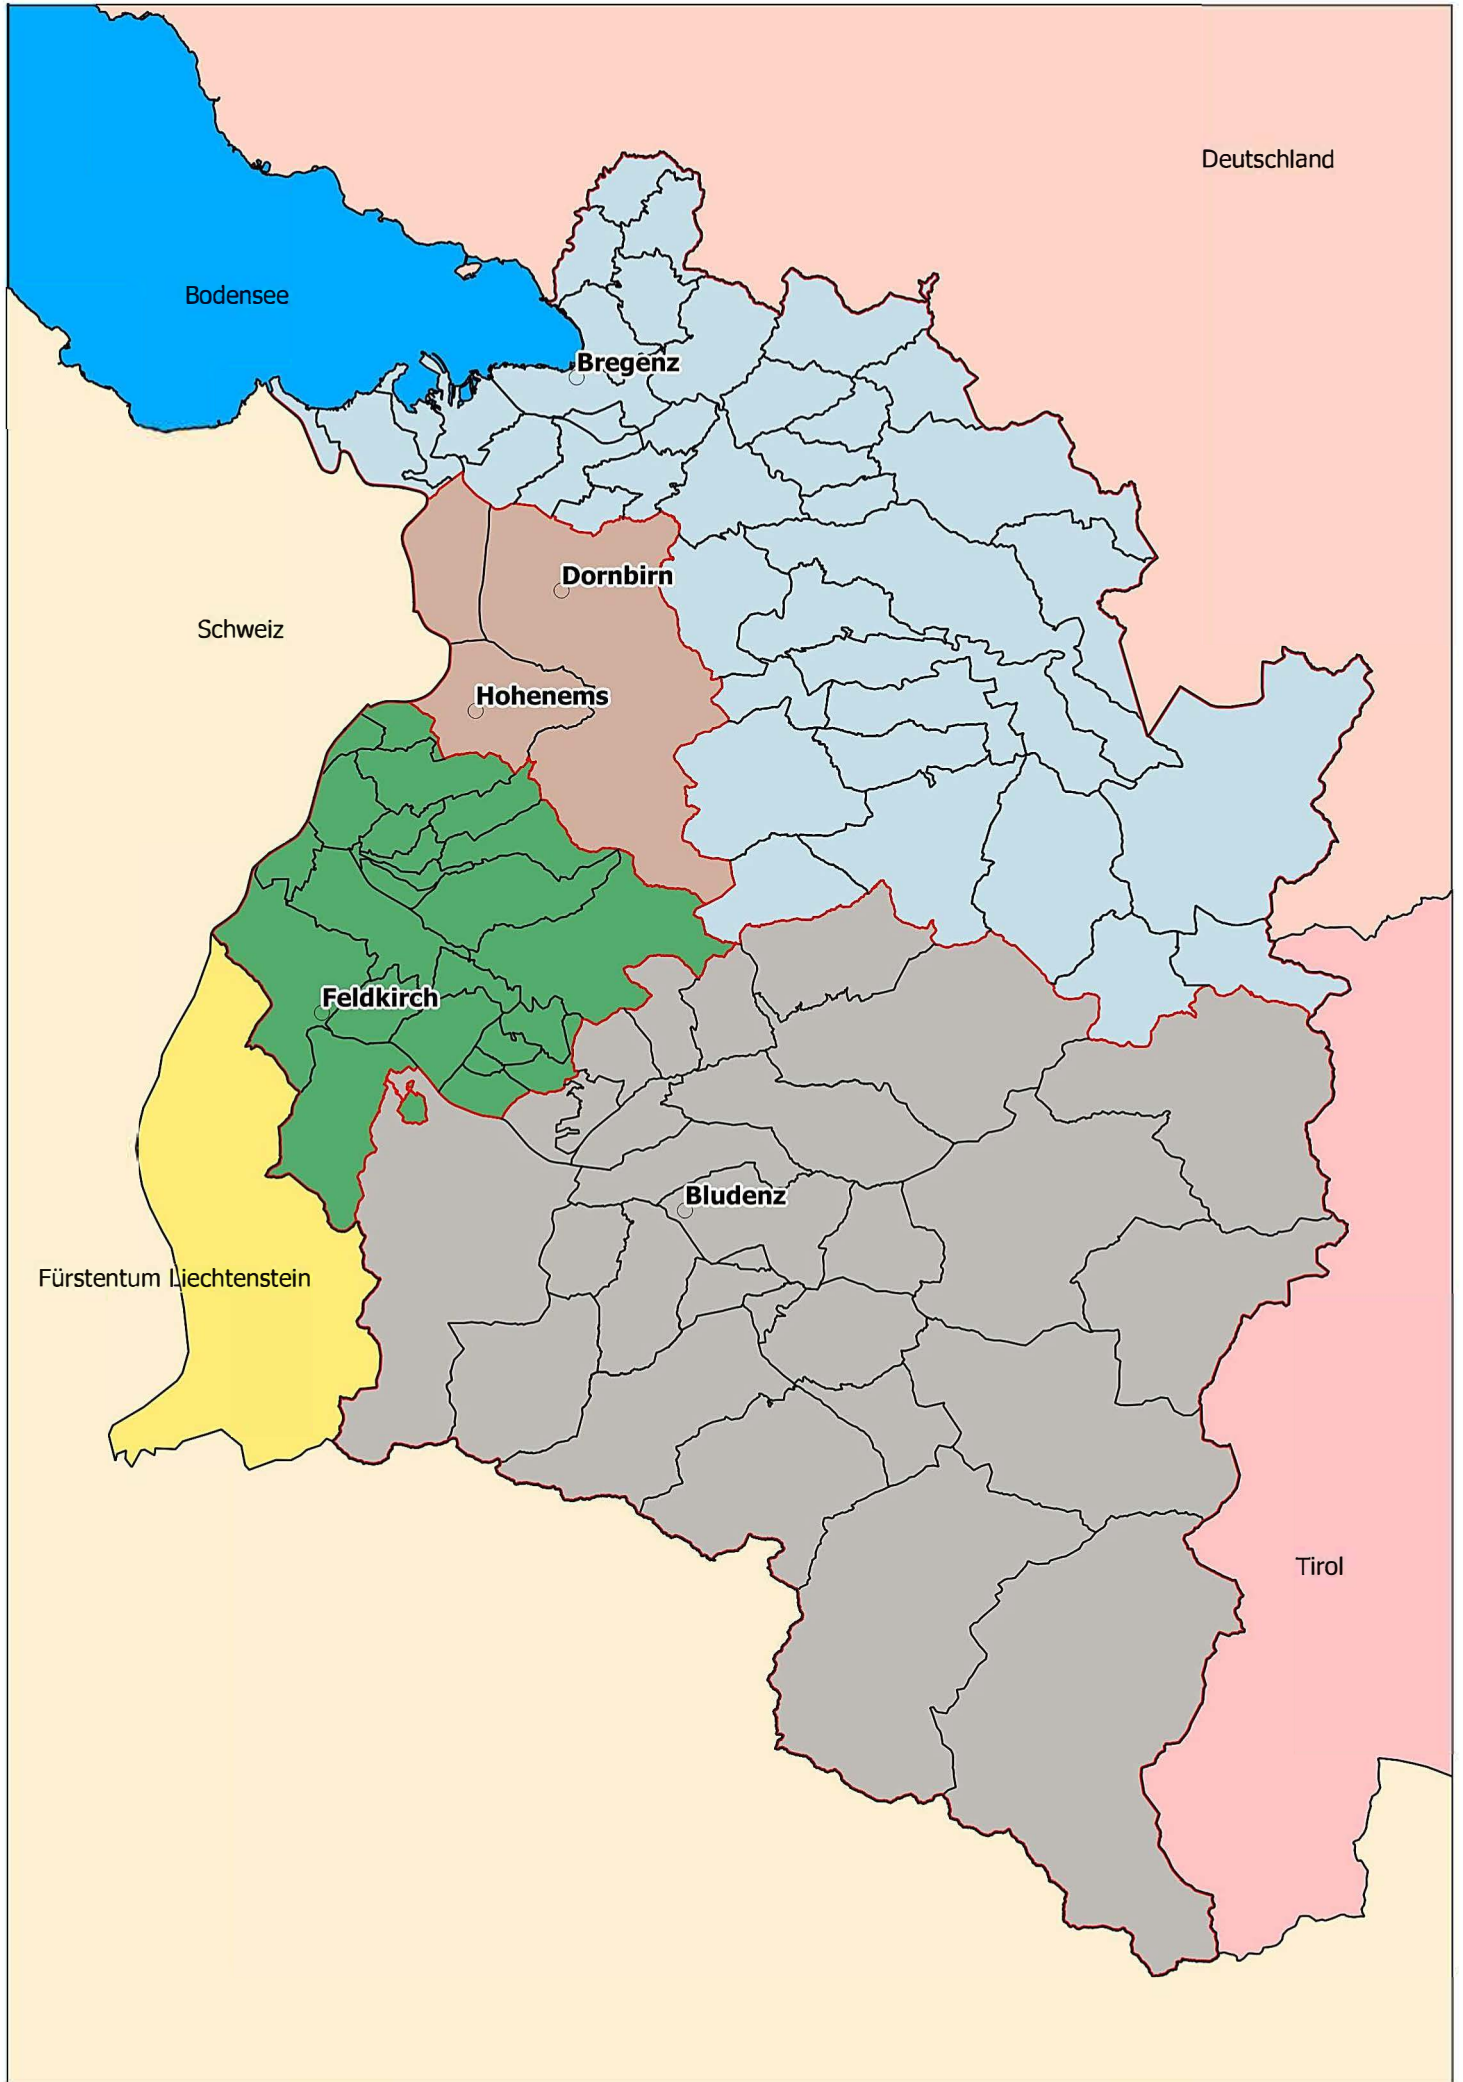 Deutschland
Bodensee
Bregenz
Dornbirn
Schweiz
Hohenems
Feldkirch
Bludenz
Fürstentum Liechtenstein
Tirol